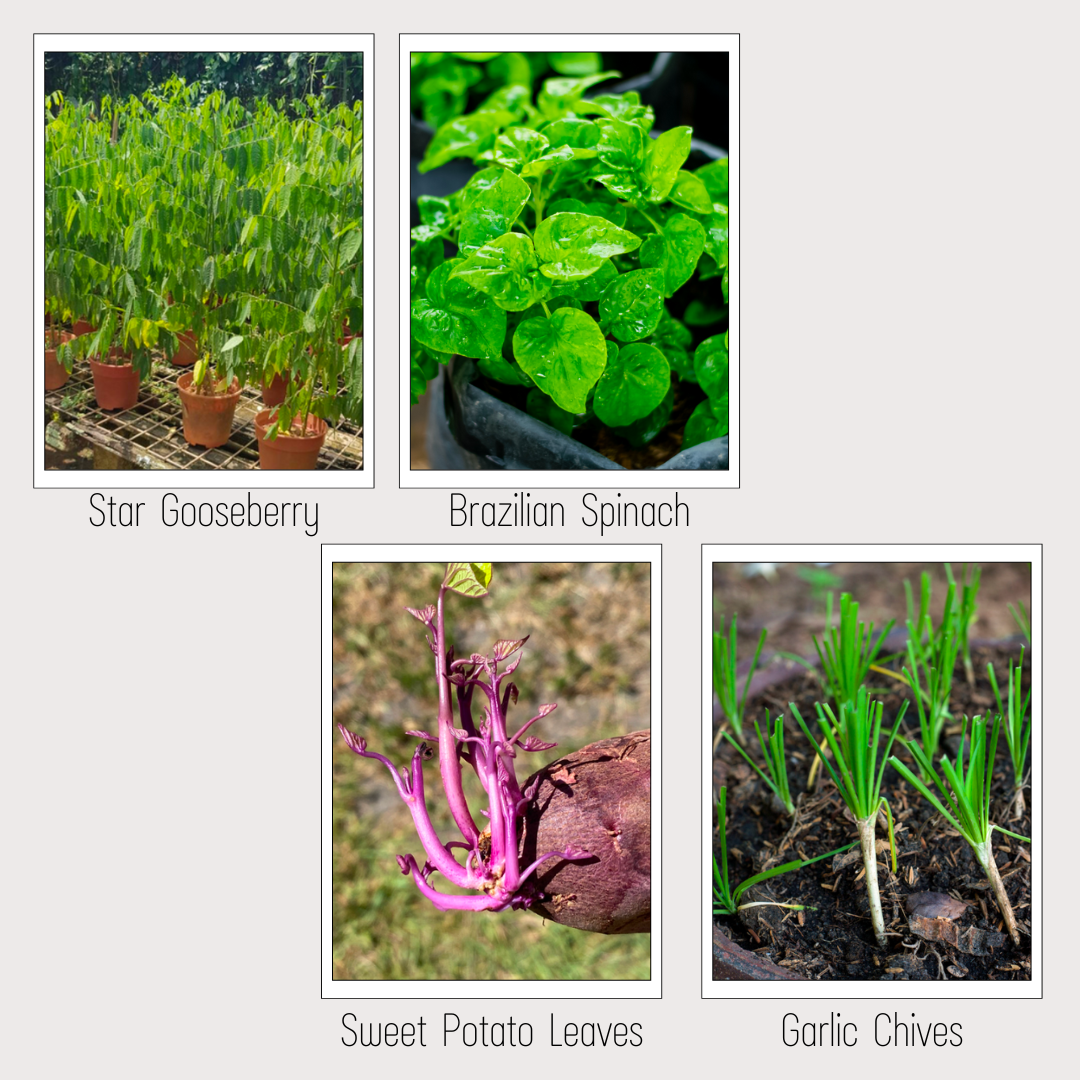 Star Gooseberry
Brazilian Spinach
Sweet Potato Leaves
Garlic Chives